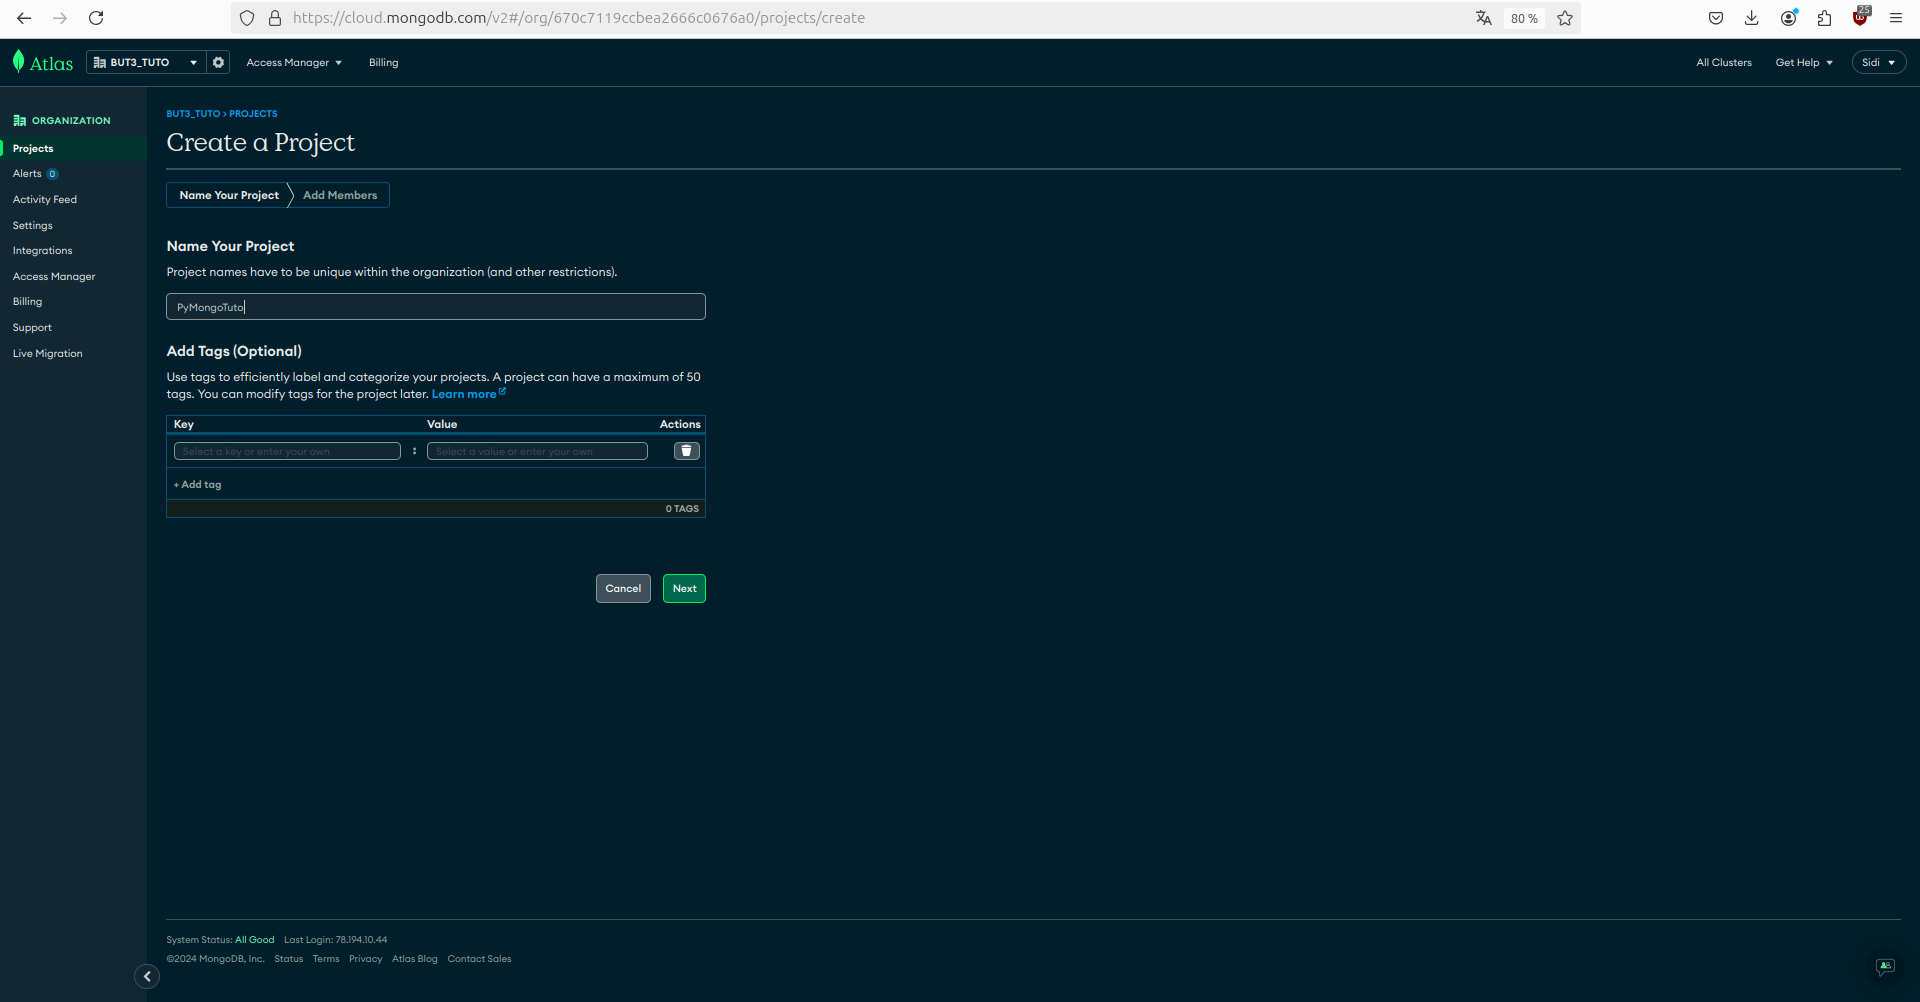 https://cloud.mongodb.com/v2#/org/670c7119ccbea2666c0676a0/projects/create
80 %
25
Atlas
BUT3_TUTO
Access Manager
Billing
All Clusters
Get Help
Sidi
ORGANIZATION
Projects
Alerts 0
Activity Feed
Settings
Integrations
Access Manager
Billing
Support
Live Migration
BUT3_TUTO > PROJECTS
Create a Project
Name Your Project
Add Members
Name Your Project
Project names have to be unique within the organization (and other restrictions).
PyMongoTuto
Add Tags (Optional)
Use tags to efficiently label and categorize your projects. A project can have a maximum of 50
tags. You can modify tags for the project later. Learn more
Key Value Actions
Select a key or enter your own : Select a value or enter your own
+ Add tag
0 TAGS
Cancel Next
System Status: All Good Last Login: 78.194.10.44
©2024 MongoDB, Inc. Status Terms Privacy Atlas Blog Contact Sales